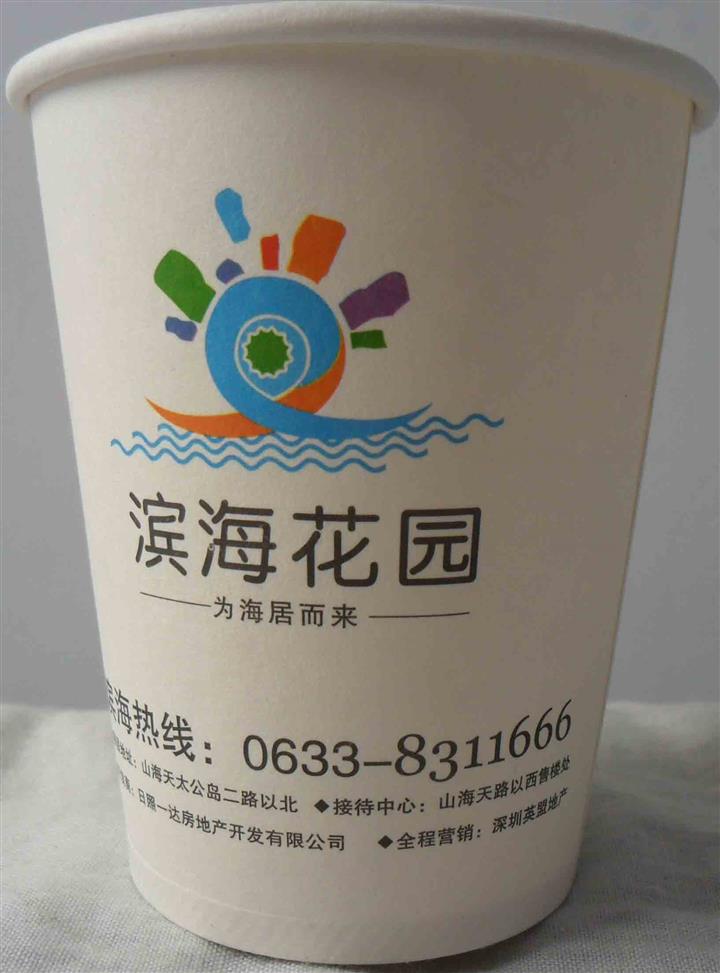 滨海花园
为海居而来
滨海热线：0633-8311666
地址：山海天太公岛二路以北 ◆接待中心：山海天路以西售楼处
日照一达房地产开发有限公司 ◆全程营销：深圳英盟地产